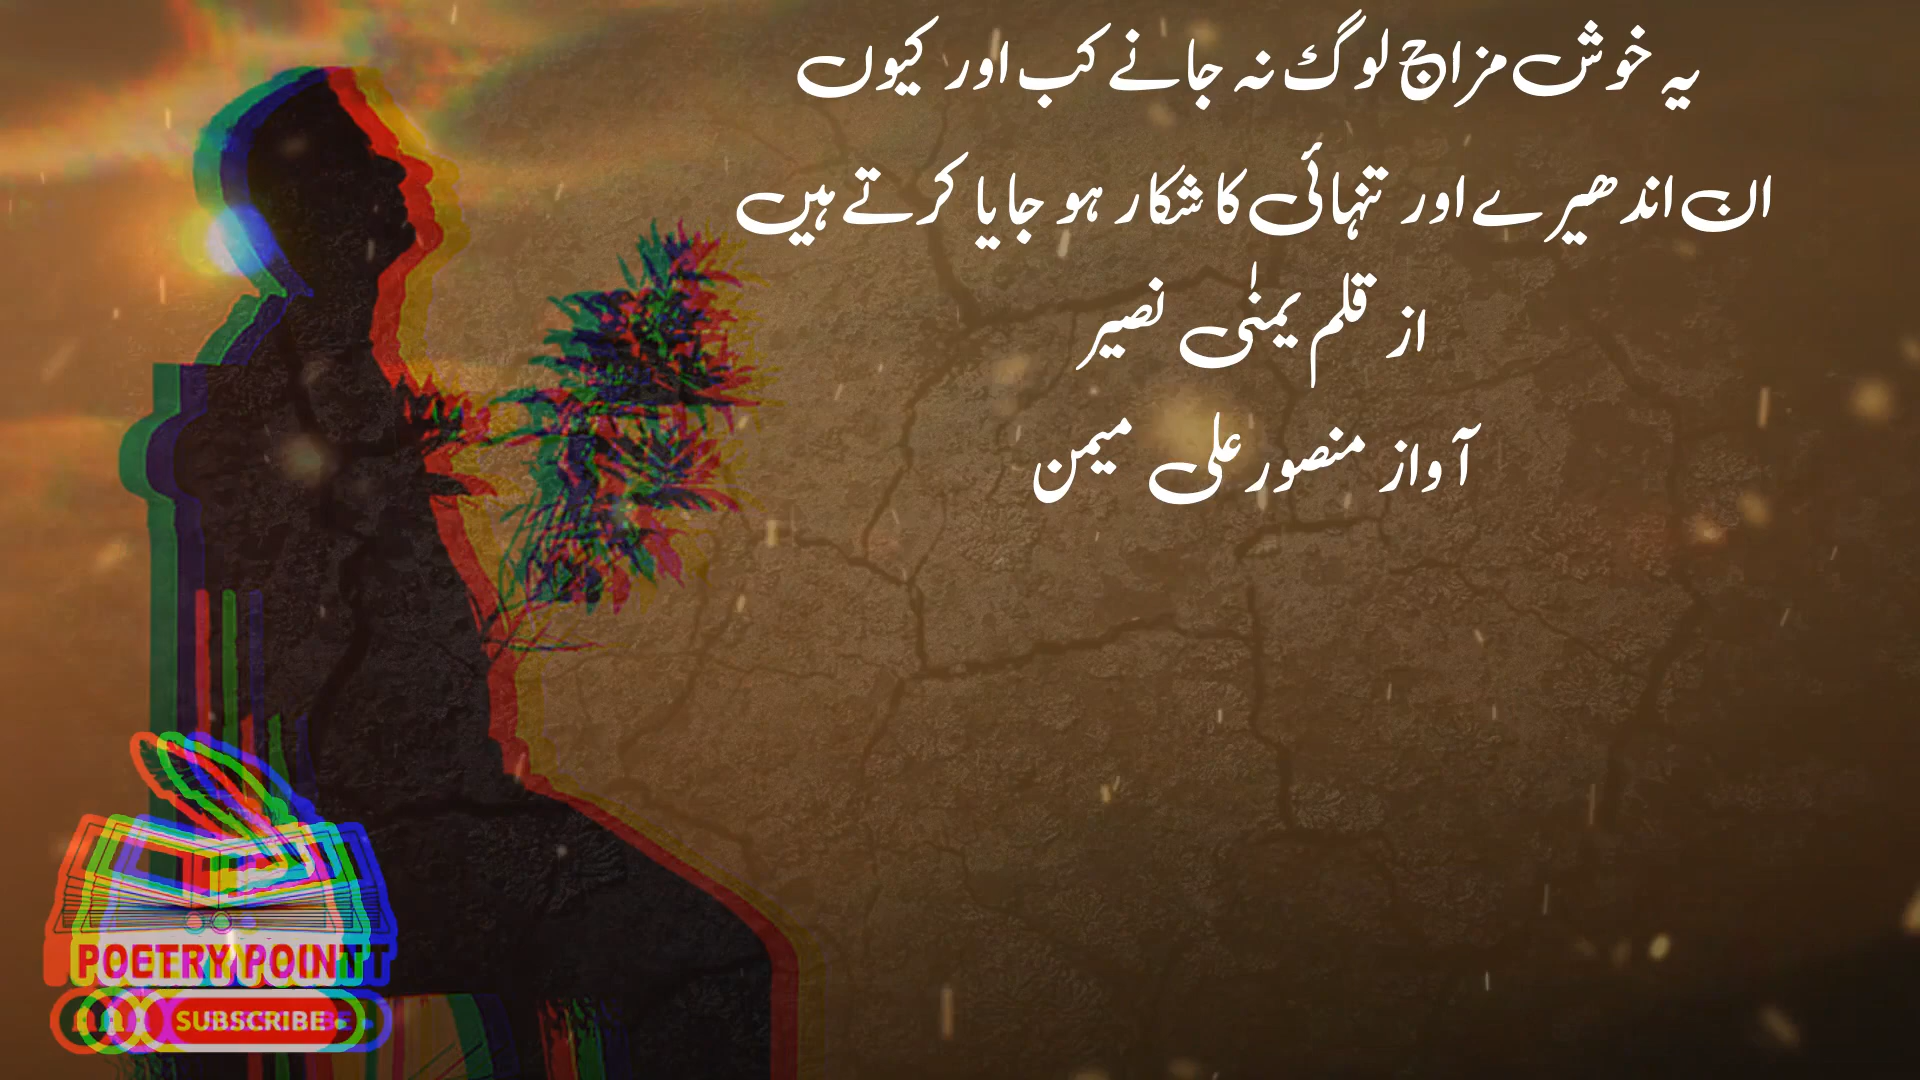 یہ خوش مزاج لوگ نہ جانے کب اور کیوں
ان اندھیرے اور تنہائی کا شکار ہو جایا کرتے ہیں
از قلم یمنٰی نصیر
آواز منصور علی میمن
POETRY POINT
SUBSCRIBE